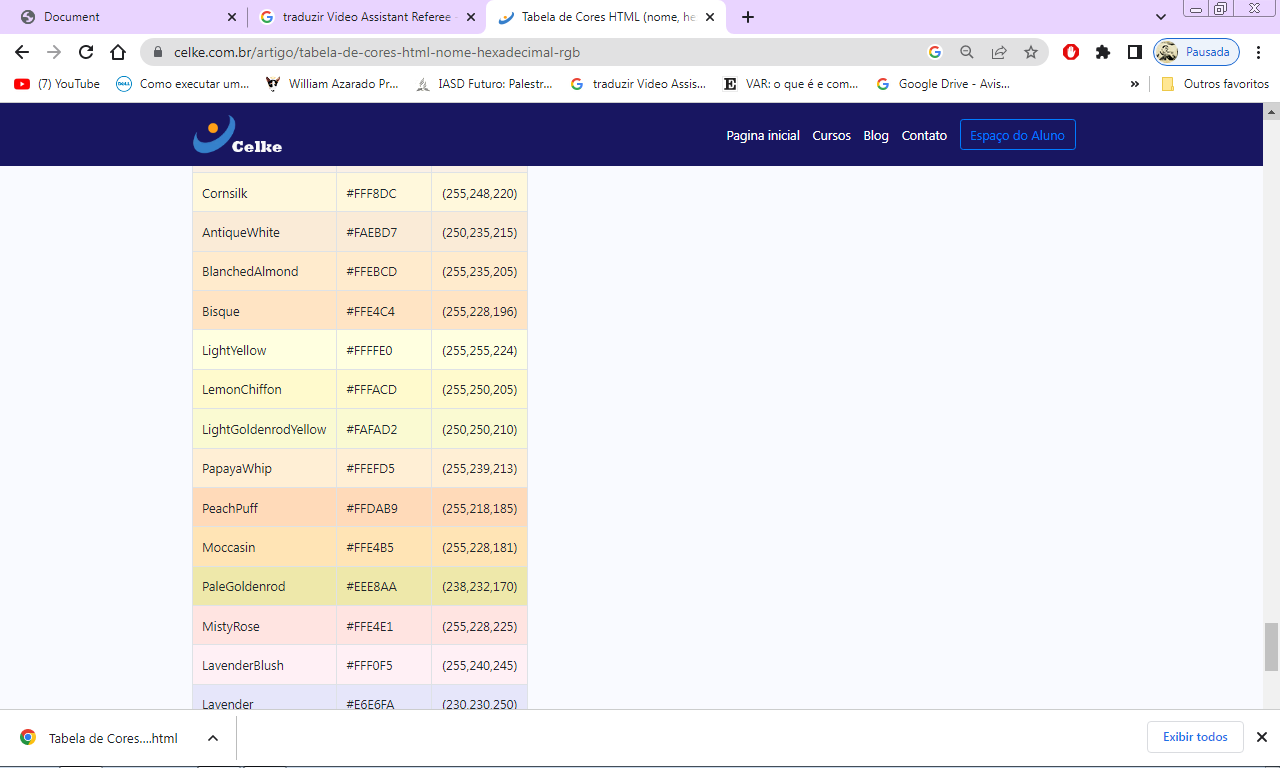 Document
traduzir Video Assistant Referee -
Tabela de Cores HTML (nome, he
celke.com.br/artigo/tabela-de-cores-html-nome-hexadecimal-rgb
Pausada
(7) YouTube
Como executar um...
William Azarado Pr...
IASD Futuro: Palestr...
traduzir Video Assis...
VAR: o que é e com...
Google Drive - Avis...
»
Outros favoritos
Celke
Pagina inicial
Cursos
Blog
Contato
Espaço do Aluno
Cornsilk #FFF8DC (255,248,220)
AntiqueWhite #FAEBD7 (250,235,215)
BlanchedAlmond #FFEBCD (255,235,205)
Bisque #FFE4C4 (255,228,196)
LightYellow #FFFFE0 (255,255,224)
LemonChiffon #FFFACD (255,250,205)
LightGoldenrodYellow #FAFAD2 (250,250,210)
PapayaWhip #FFEFD5 (255,239,213)
PeachPuff #FFDAB9 (255,218,185)
Moccasin #FFE4B5 (255,228,181)
PaleGoldenrod #EEE8AA (238,232,170)
MistyRose #FFE4E1 (255,228,225)
LavenderBlush #FFF0F5 (255,240,245)
Lavender #E6E6FA (230,230,250)
Tabela de Cores....html
Exibir todos